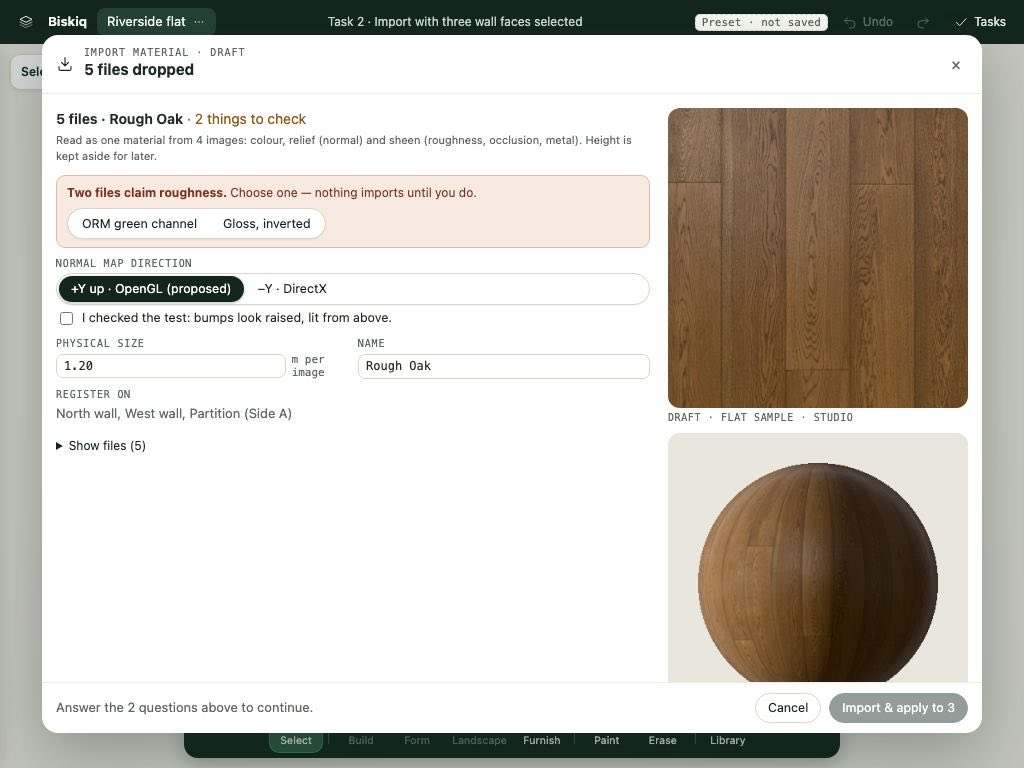 Biskiq
Riverside flat ...
Task 2 · Import with three wall faces selected
Preset · not saved
Undo
Tasks
IMPORT MATERIAL · DRAFT
5 files dropped
5 files · Rough Oak · 2 things to check
Read as one material from 4 images: colour, relief (normal) and sheen (roughness, occlusion, metal). Height is
kept aside for later.
Two files claim roughness. Choose one — nothing imports until you do.
ORM green channel
Gloss, inverted
NORMAL MAP DIRECTION
+Y up · OpenGL (proposed)
−Y · DirectX
I checked the test: bumps look raised, lit from above.
PHYSICAL SIZE
NAME
1.20
m per
image
Rough Oak
REGISTER ON
North wall, West wall, Partition (Side A)
Show files (5)
DRAFT · FLAT SAMPLE · STUDIO
Answer the 2 questions above to continue.
Cancel
Import & apply to 3
Select
Build
Form
Landscape
Furnish
Paint
Erase
Library